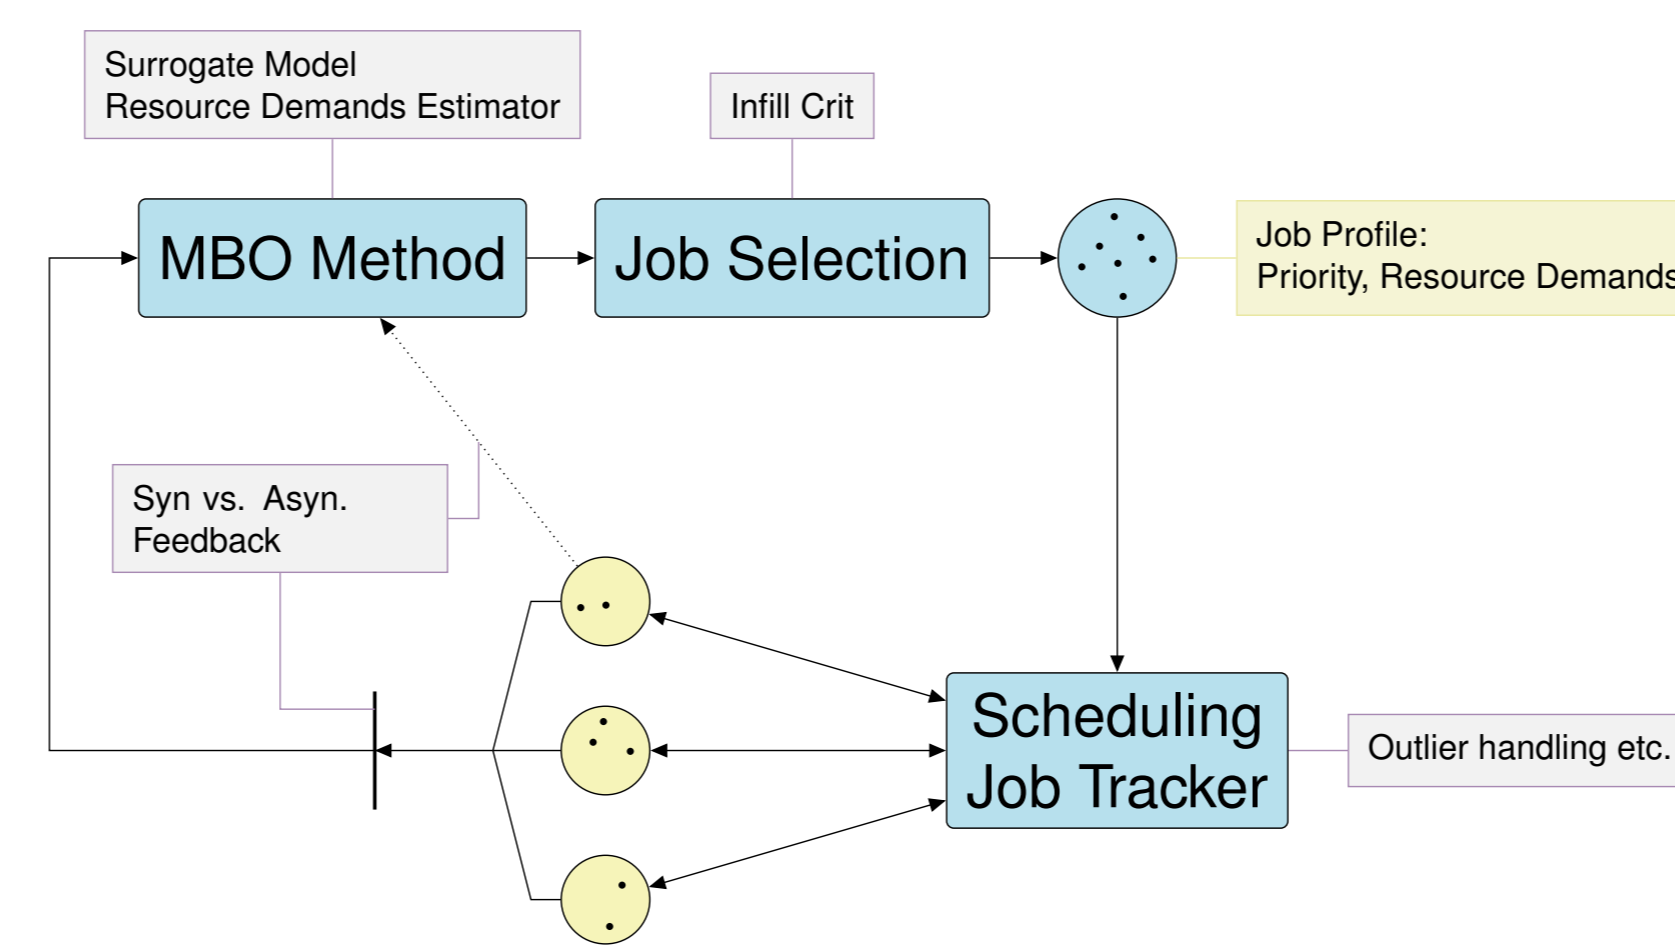 Surrogate Model
Resource Demands Estimator
Infill Crit
MBO Method
Job Selection
Job Profile:
Priority, Resource Demands
Syn vs. Asyn.
Feedback
Scheduling
Job Tracker
Outlier handling etc.